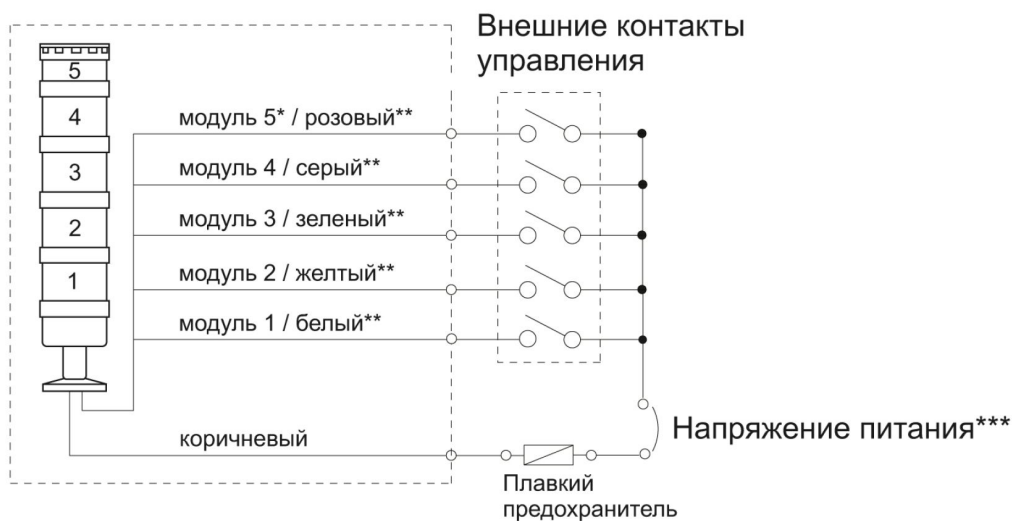 Внешние контакты
управления
5
4
3
2
1
модуль 5* / розовый**
модуль 4 / серый**
модуль 3 / зеленый**
модуль 2 / желтый**
модуль 1 / белый**
коричневый
Напряжение питания***
Плавкий
предохранитель